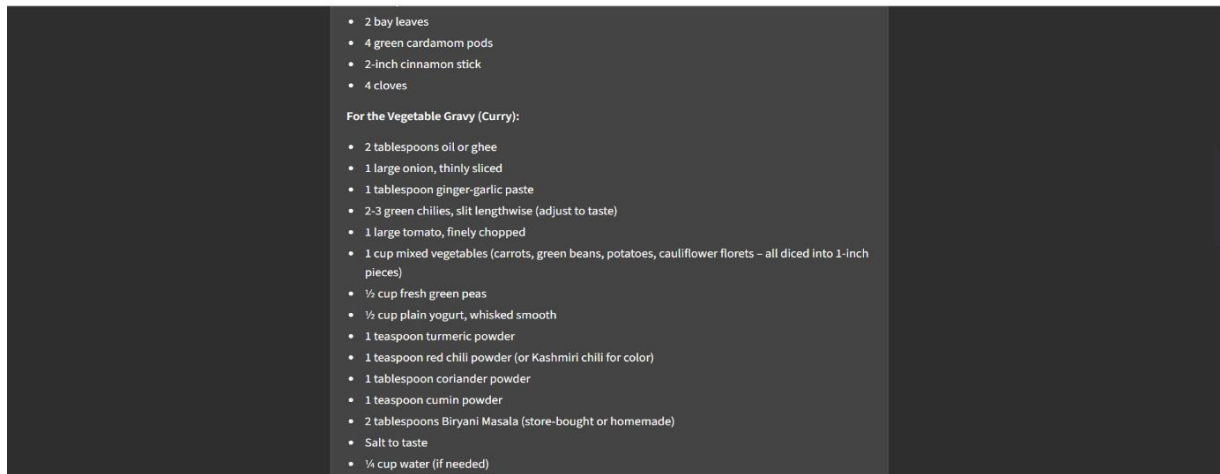 • 2 bay leaves
• 4 green cardamom pods
• 2-inch cinnamon stick
• 4 cloves
For the Vegetable Gravy (Curry):
• 2 tablespoons oil or ghee
• 1 large onion, thinly sliced
• 1 tablespoon ginger-garlic paste
• 2-3 green chilies, slit lengthwise (adjust to taste)
• 1 large tomato, finely chopped
• 1 cup mixed vegetables (carrots, green beans, potatoes, cauliflower florets – all diced into 1-inch
pieces)
• ½ cup fresh green peas
• ½ cup plain yogurt, whisked smooth
• 1 teaspoon turmeric powder
• 1 teaspoon red chili powder (or Kashmiri chili for color)
• 1 tablespoon coriander powder
• 1 teaspoon cumin powder
• 2 tablespoons Biryani Masala (store-bought or homemade)
• Salt to taste
• ¼ cup water (if needed)